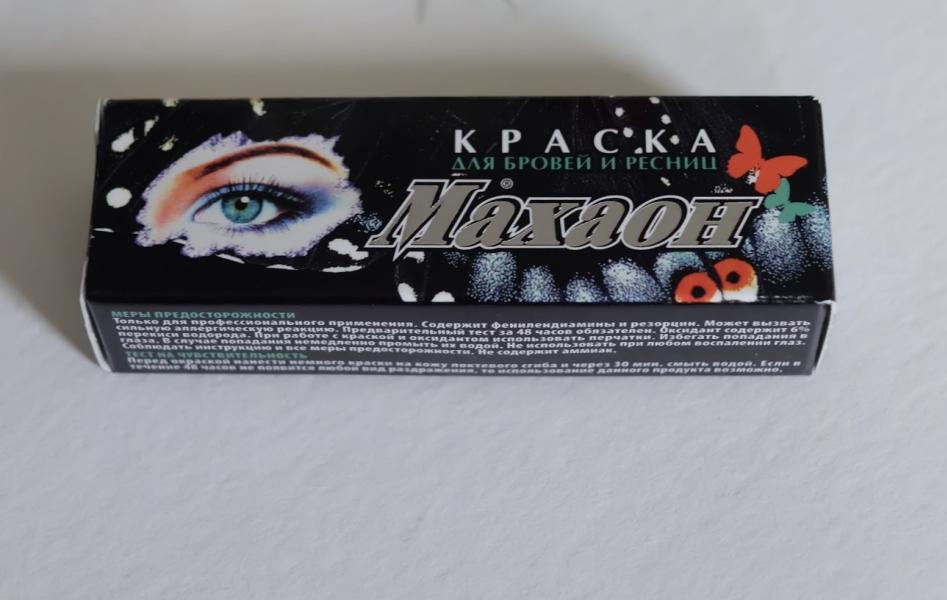 КРАСКА
ДЛЯ БРОВЕЙ И РЕСНИЦ
Махаон®
МЕРЫ ПРЕДОСТОРОЖНОСТИ
Только для профессионального применения. Содержит фенилендиамины и резорцин. Может вызвать
сильную аллергическую реакцию. Предварительный тест за 48 часов обязателен. Оксидант содержит 6%
перекиси водорода. При работе с краской и оксидантом использовать перчатки. Избегать попадания в
глаза. В случае попадания немедленно промыть их водой. Не использовать при любом воспалении глаз.
Соблюдать инструкцию и все меры предосторожности. Не содержит аммиак.
ТЕСТ НА ЧУВСТВИТЕЛЬНОСТЬ
Перед окраской нанести немного краски на кожу локтевого сгиба и через 30 мин. смыть водой. Если в
течение 48 часов не появится любой вид раздражения, то использование данного продукта возможно.